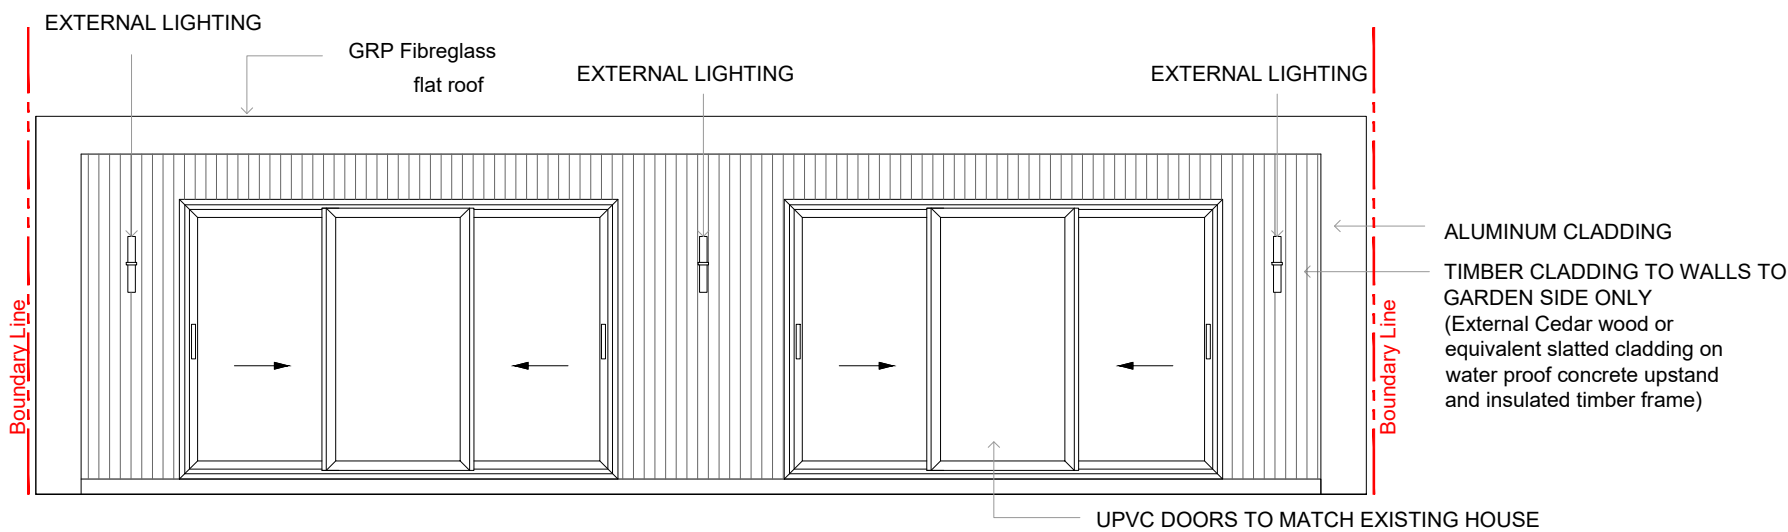 EXTERNAL LIGHTING
GRP Fibreglass
flat roof
EXTERNAL LIGHTING
EXTERNAL LIGHTING
Boundary Line
Boundary Line
ALUMINUM CLADDING
TIMBER CLADDING TO WALLS TO
GARDEN SIDE ONLY
(External Cedar wood or
equivalent slatted cladding on
water proof concrete upstand
and insulated timber frame)
UPVC DOORS TO MATCH EXISTING HOUSE